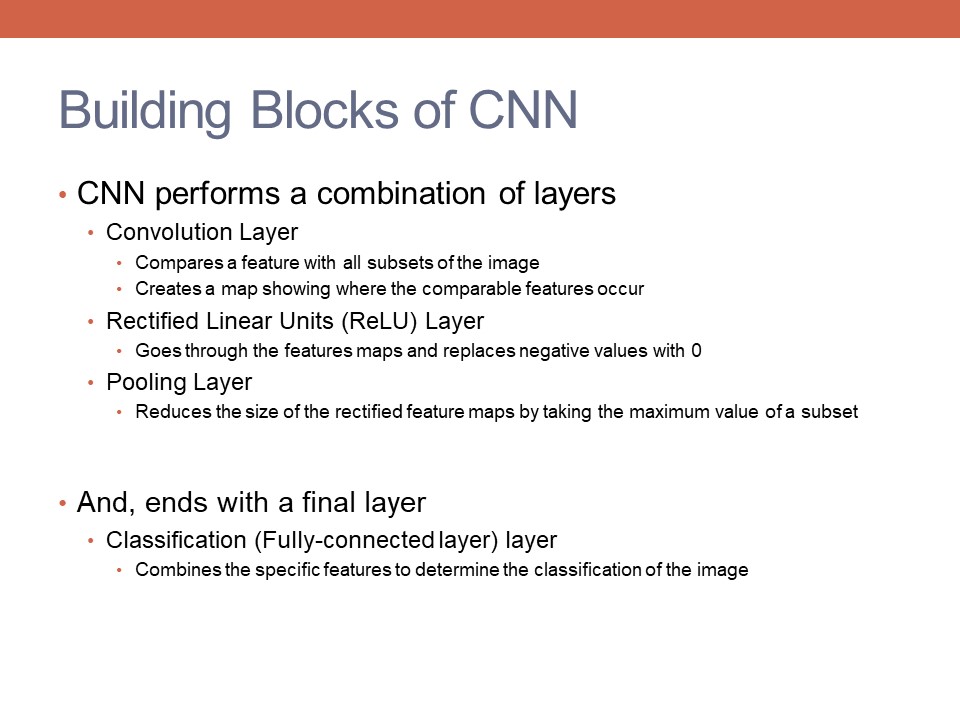 Building Blocks of CNN
• CNN performs a combination of layers
• Convolution Layer
• Compares a feature with all subsets of the image
• Creates a map showing where the comparable features occur
• Rectified Linear Units (ReLU) Layer
• Goes through the features maps and replaces negative values with 0
• Pooling Layer
• Reduces the size of the rectified feature maps by taking the maximum value of a subset
• And, ends with a final layer
• Classification (Fully-connected layer) layer
• Combines the specific features to determine the classification of the image